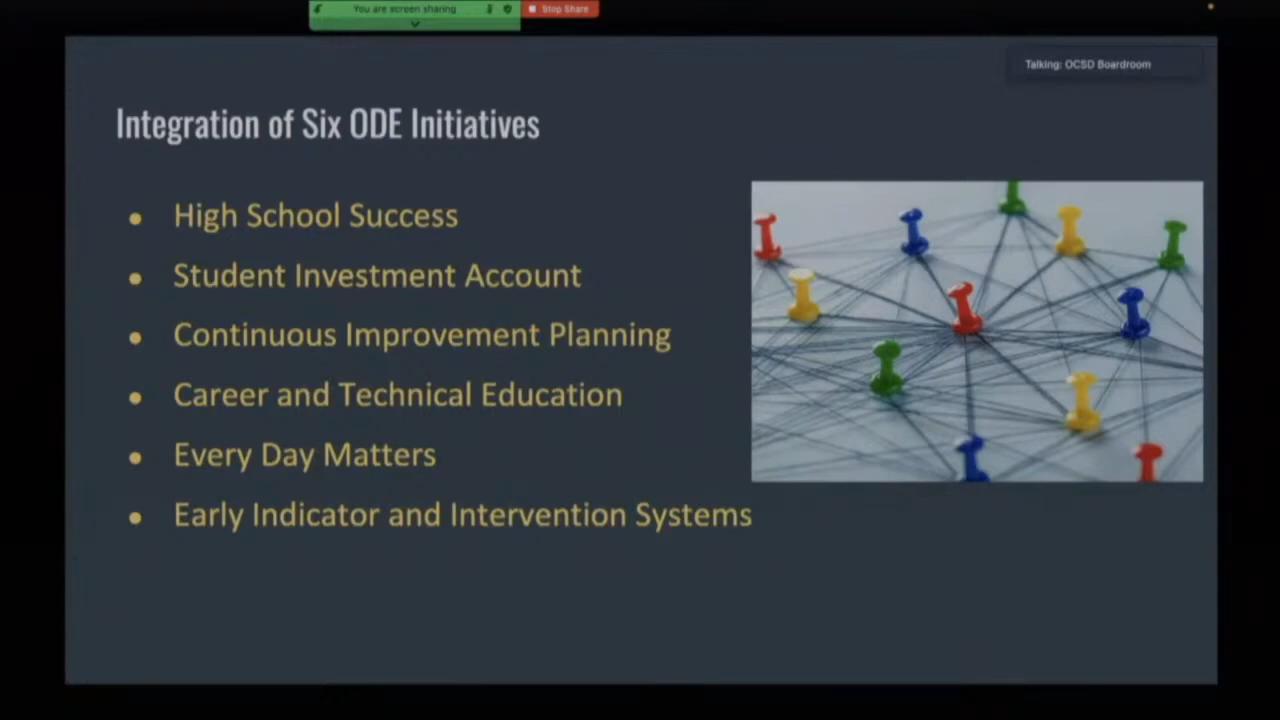 You are screen sharing
Stop Share
Talking: OCSD Boardroom
Integration of Six ODE Initiatives
High School Success
Student Investment Account
Continuous Improvement Planning
Career and Technical Education
Every Day Matters
Early Indicator and Intervention Systems